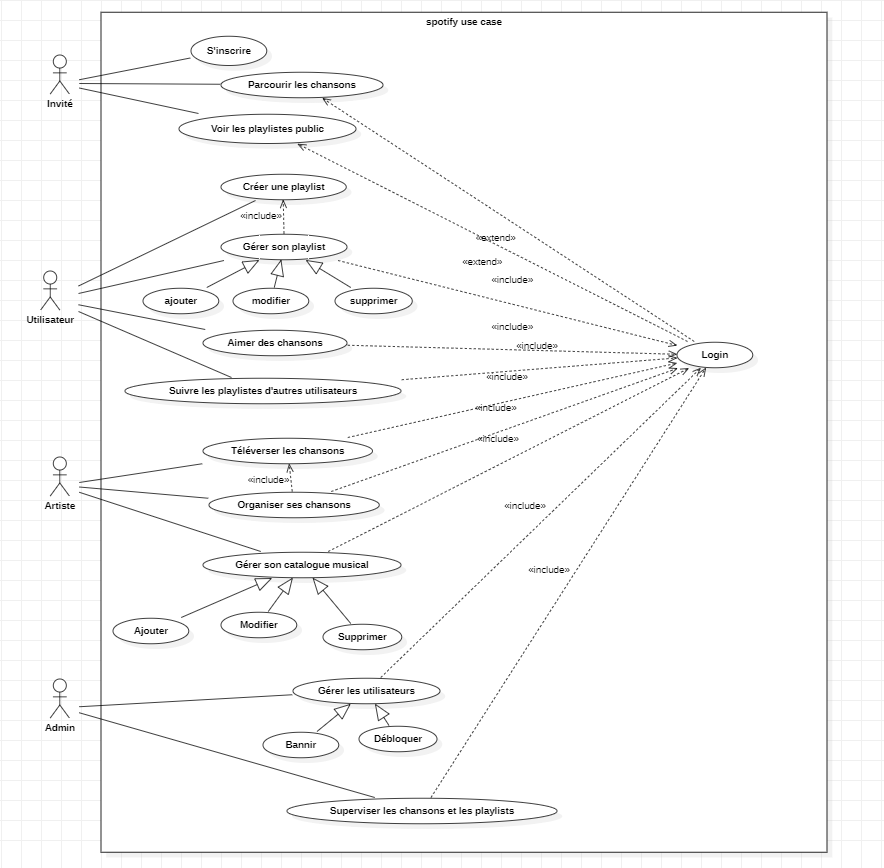 spotify use case
S'inscrire
Parcourir les chansons
Invité
Voir les playlistes public
Créer une playlist
«include»
«extend»
Gérer son playlist
«extend»
«include»
ajouter
modifier
supprimer
Utilisateur
«include»
Aimer des chansons
«include»
Login
«include»
Suivre les playlistes d'autres utilisateurs
«include»
«include»
Téléverser les chansons
«include»
Artiste
Organiser ses chansons
«include»
Gérer son catalogue musical
«include»
Ajouter
Modifier
Supprimer
Gérer les utilisateurs
Admin
Bannir
Débloquer
Superviser les chansons et les playlists